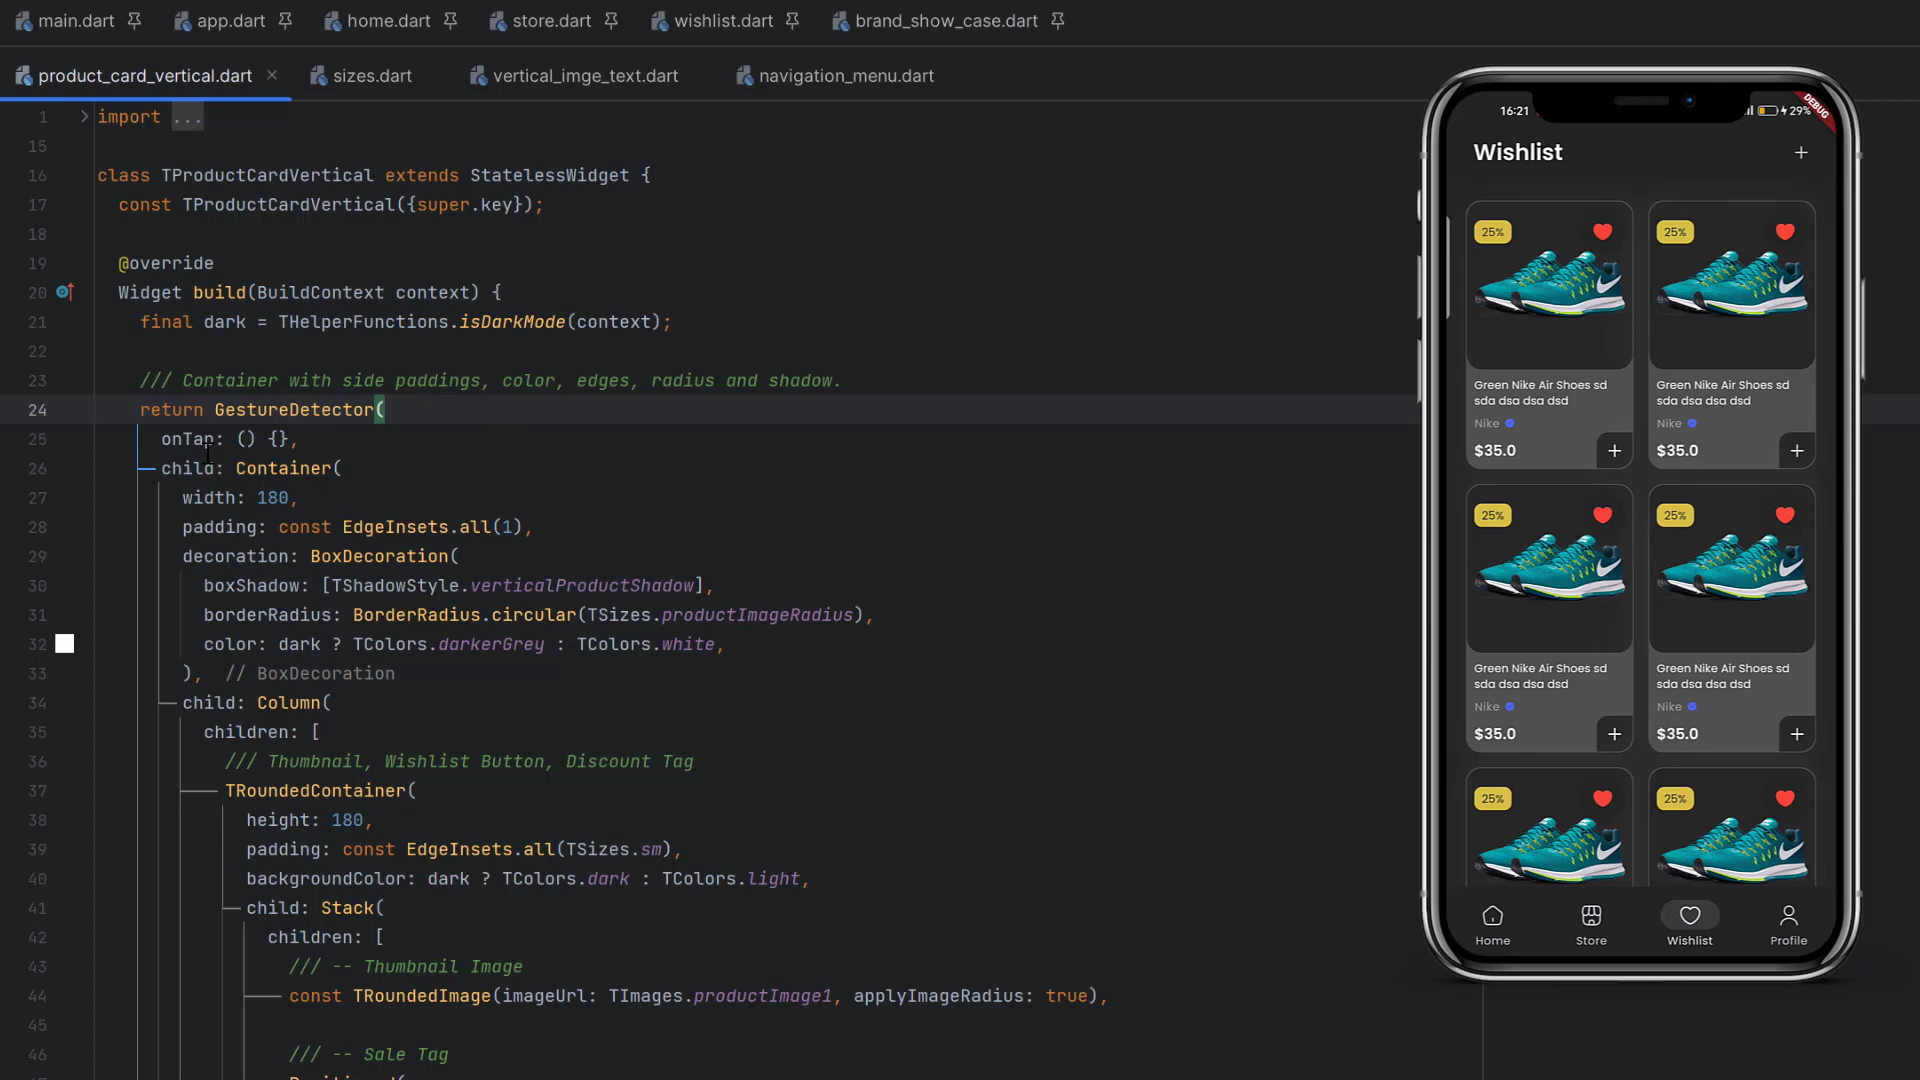 main.dart
app.dart
home.dart
store.dart
wishlist.dart
brand_show_case.dart
product_card_vertical.dart
sizes.dart
vertical_imge_text.dart
navigation_menu.dart
1 import ...
15
16 class TProductCardVertical extends StatelessWidget {
17 const TProductCardVertical({super.key});
18
19 @override
20 Widget build(BuildContext context) {
21 final dark = THelperFunctions.isDarkMode(context);
22
23 /// Container with side paddings, color, edges, radius and shadow.
24 return GestureDetector(
25 onTap: () {},
26 child: Container(
27 width: 180,
28 padding: const EdgeInsets.all(1),
29 decoration: BoxDecoration(
30 boxShadow: [TShadowStyle.verticalProductShadow],
31 borderRadius: BorderRadius.circular(TSizes.productImageRadius),
32 color: dark ? TColors.darkerGrey : TColors.white,
33 ), // BoxDecoration
34 child: Column(
35 children: [
36 /// Thumbnail, Wishlist Button, Discount Tag
37 TRoundedContainer(
38 height: 180,
39 padding: const EdgeInsets.all(TSizes.sm),
40 backgroundColor: dark ? TColors.dark : TColors.light,
41 child: Stack(
42 children: [
43 /// -- Thumbnail Image
44 const TRoundedImage(imageUrl: TImages.productImage1, applyImageRadius: true),
45
46 /// -- Sale Tag
16:21
29%
DEBUG
Wishlist +
25%
25%
Green Nike Air Shoes sd
sda dsa dsa dsd
Nike
$35.0 +
Green Nike Air Shoes sd
sda dsa dsa dsd
Nike
$35.0 +
25%
25%
Green Nike Air Shoes sd
sda dsa dsa dsd
Nike
$35.0 +
Green Nike Air Shoes sd
sda dsa dsa dsd
Nike
$35.0 +
25%
25%
Home
Store
Wishlist
Profile